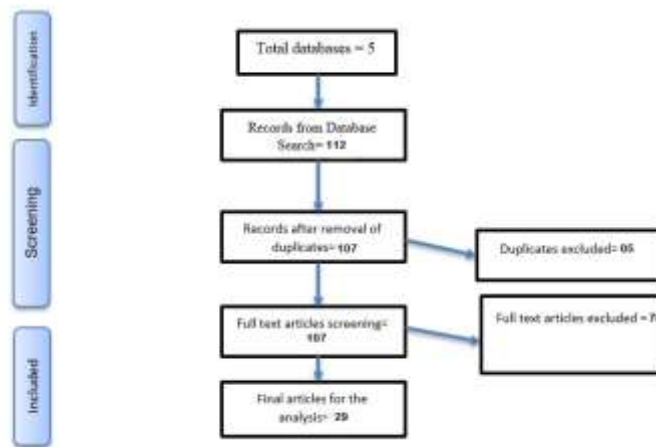 Identification
Total databases = 5
Records from Database
Search= 112
Screening
Records after removal of
duplicates= 107
Duplicates excluded= 05
Full text articles screening=
107
Full text articles excluded =
Included
Final articles for the
analysis= 29